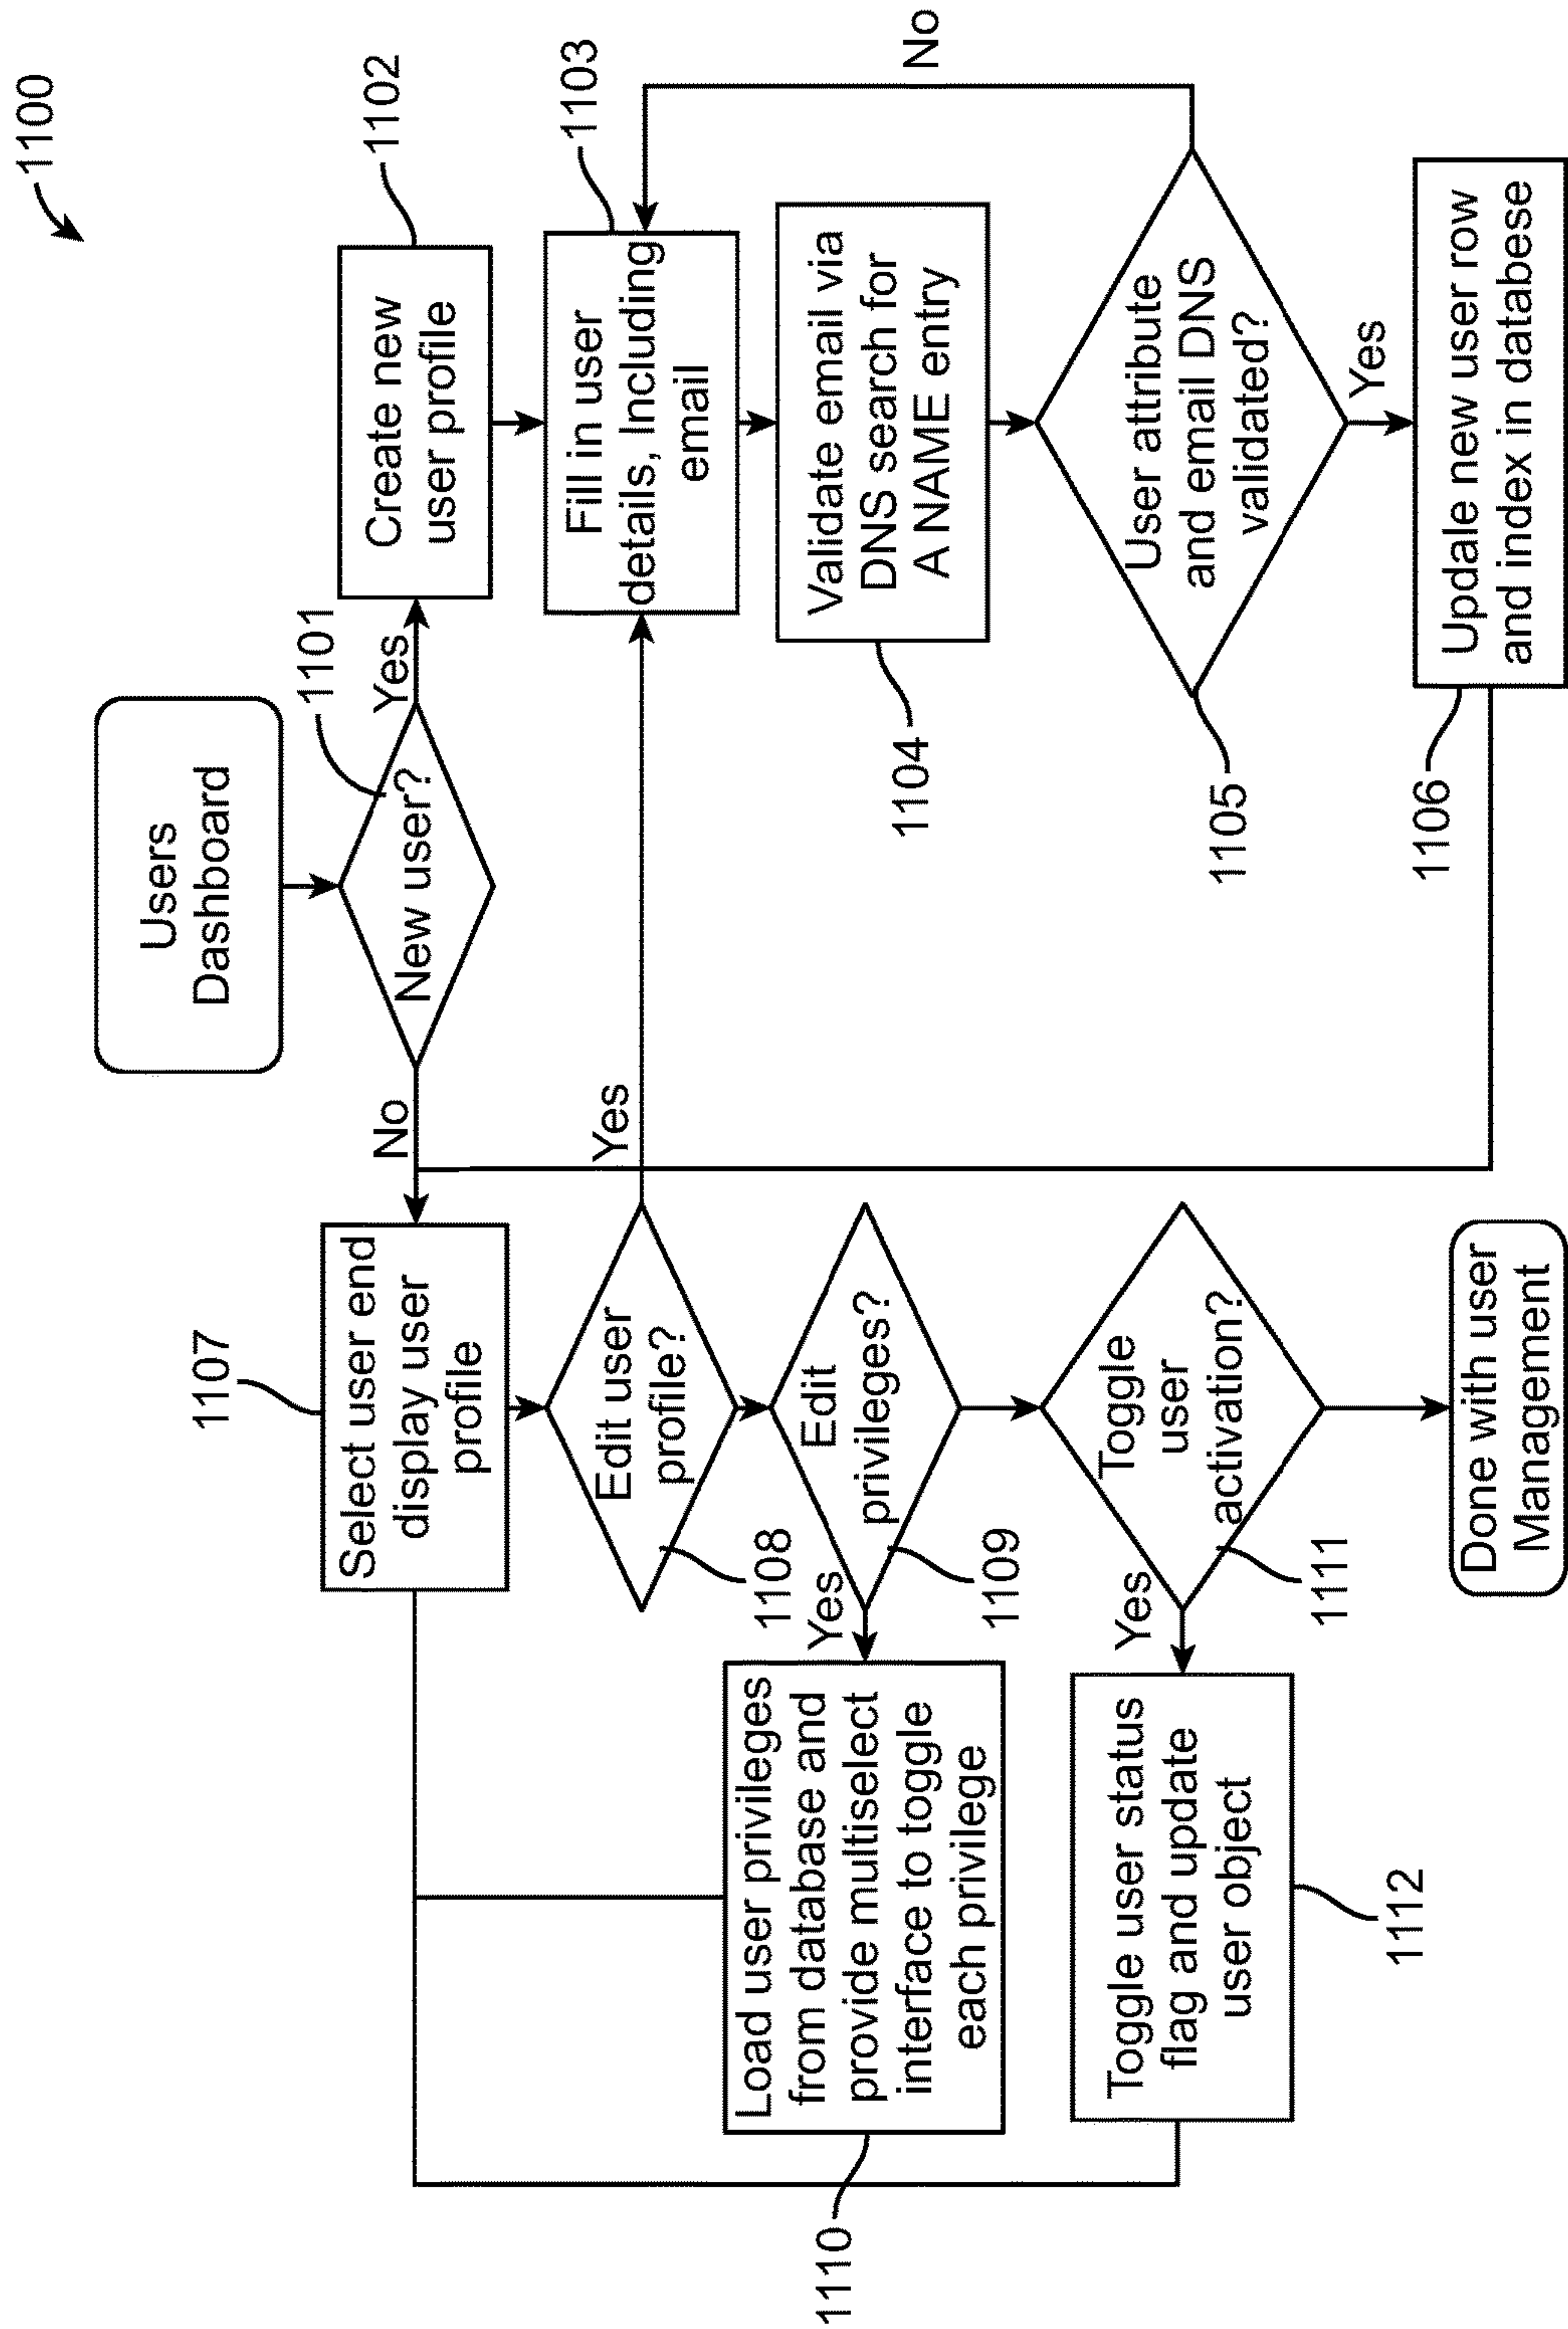 1100
Users
Dashboard
1101
New user?
Yes
No
1102
Create new
user profile
1103
Fill in user
details, Including
email
Validate email via
DNS search for
A NAME entry
1104
User attribute
and email DNS
validated?
No
Yes
1105
Updale new user row
and index in databese
1106
1107
Select user end
display user
profile
Edit user
profile?
Yes
1108
Edit
privileges?
Yes
1109
Load user privileges
from database and
provide multiselect
interface to toggle
each privilege
1110
Toggle
user
activation?
Yes
1111
Toggle user status
flag and update
user object
1112
Done with user
Management